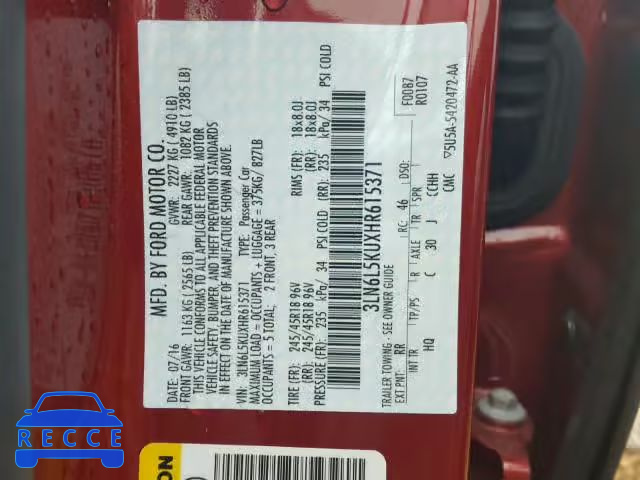 MFD. BY FORD MOTOR CO.
DATE: 07/16 GVWR: 2227 KG ( 4910 LB)
FRONT GAWR: 1163 KG ( 2565 LB) REAR GAWR: 1082 KG ( 2385 LB)
THIS VEHICLE CONFORMS TO ALL APPLICABLE FEDERAL MOTOR
VEHICLE SAFETY, BUMPER, AND THEFT PREVENTION STANDARDS
IN EFFECT ON THE DATE OF MANUFACTURE SHOWN ABOVE.
VIN: 3LN6L5KUXHR615371 TYPE: Passenger Car
MAXIMUM LOAD = OCCUPANTS + LUGGAGE = 375KG/ 827LB
OCCUPANTS = 5 TOTAL; 2 FRONT, 3 REAR
TIRE (FR): 245/45R18 96V RIMS (FR): 18x8.0J
(RR): 245/45R18 96V (RR): 18x8.0J
PRESSURE (FR): 235 kPa/ 34 PSI COLD (RR): 235 kPa/ 34 PSI COLD
3LN6L5KUXHR615371
TRAILER TOWING - SEE OWNER GUIDE
EXT PNT: RR RC: 46 DSO: F0087
R0107
INT TR TP/PS R AXLE TR SPR
HQ C 30 J CCHH
CMC ▽5U5A-5420472-AA
ON
RECCE